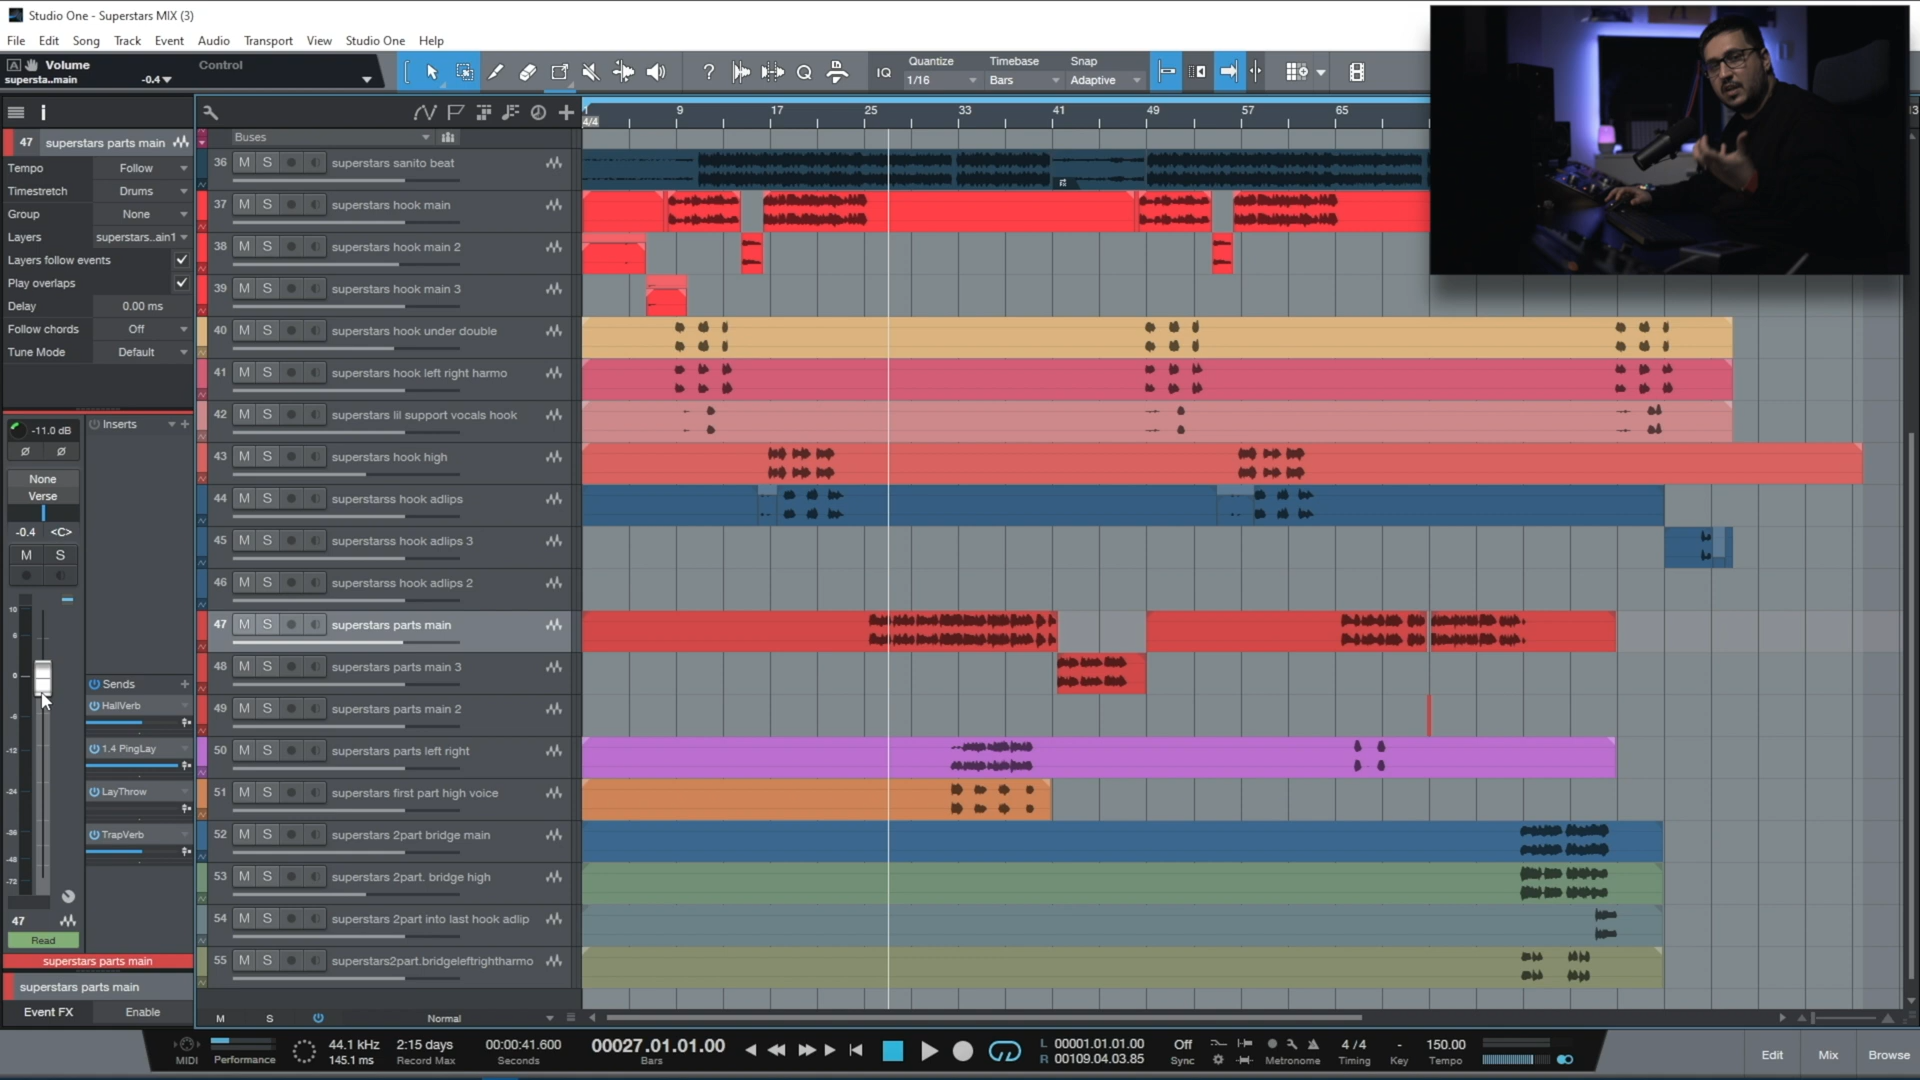 Studio One - Superstars MIX (3)
File Edit Song Track Event Audio Transport View Studio One Help
Volume
supersta..main -0.4
Control
IQ
Quantize
1/16
Timebase
Bars
Snap
Adaptive
9 17 25 33 41 49 57 65
4/4
47 superstars parts main
Tempo Follow
Timestretch Drums
Group None
Layers superstars..ain1
Layers follow events
Play overlaps
Delay 0.00 ms
Follow chords Off
Tune Mode Default
-11.0 dB
Inserts
None
Verse
-0.4 <C>
M S
10
6
0
-6
-12
-24
-36
-48
-72
Sends
HallVerb
1.4 PingLay
LayThrow
TrapVerb
47
Read
superstars parts main
superstars parts main
Event FX Enable
Buses
36 M S superstars sanito beat
37 M S superstars hook main
38 M S superstars hook main 2
39 M S superstars hook main 3
40 M S superstars hook under double
41 M S superstars hook left right harmo
42 M S superstars lil support vocals hook
43 M S superstars hook high
44 M S superstarss hook adlips
45 M S superstarss hook adlips 3
46 M S superstarss hook adlips 2
47 M S superstars parts main
48 M S superstars parts main 3
49 M S superstars parts main 2
50 M S superstars parts left right
51 M S superstars first part high voice
52 M S superstars 2part bridge main
53 M S superstars 2part. bridge high
54 M S superstars 2part into last hook adlip
55 M S superstars2part.bridgeleftrightharmo
M S Normal
MIDI
Performance
44.1 kHz
145.1 ms
2:15 days
Record Max
00:00:41.600
Seconds
00027.01.01.00
Bars
L 00001.01.01.00
R 00109.04.03.85
Off
Sync
Metronome
4 / 4
Timing
-
Key
150.00
Tempo
Edit Mix Browse